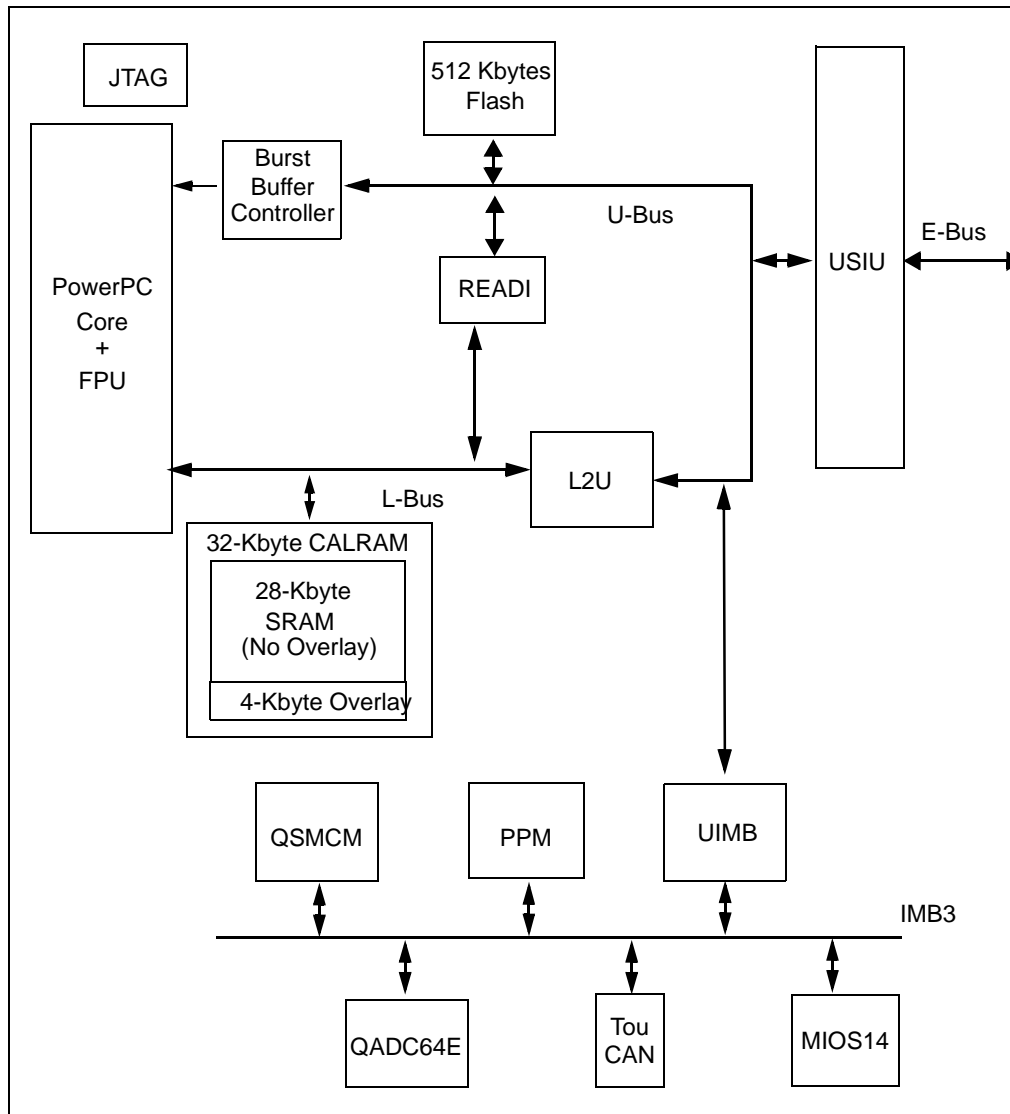 JTAG
512 Kbytes
Flash
Burst
Buffer
Controller
U-Bus
E-Bus
USIU
READI
PowerPC
Core
+
FPU
L2U
L-Bus
32-Kbyte CALRAM
28-Kbyte
SRAM
(No Overlay)
4-Kbyte Overlay
QSMCM
PPM
UIMB
IMB3
QADC64E
Tou
CAN
MIOS14